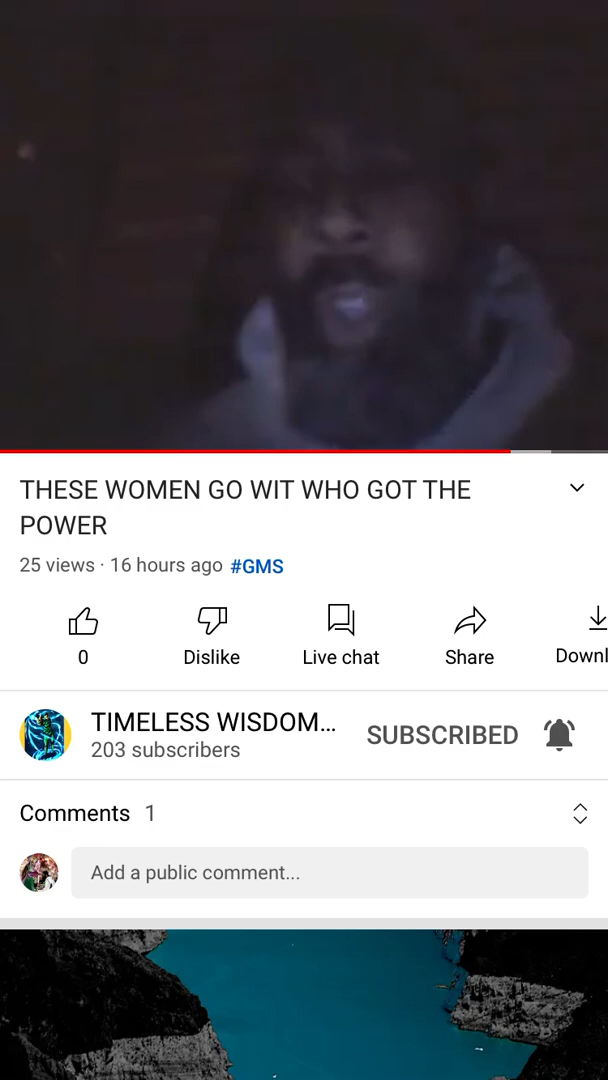 THESE WOMEN GO WIT WHO GOT THE
POWER
25 views · 16 hours ago #GMS
0 Dislike Live chat Share Downl
TIMELESS WISDOM... SUBSCRIBED
203 subscribers
Comments 1
Add a public comment...